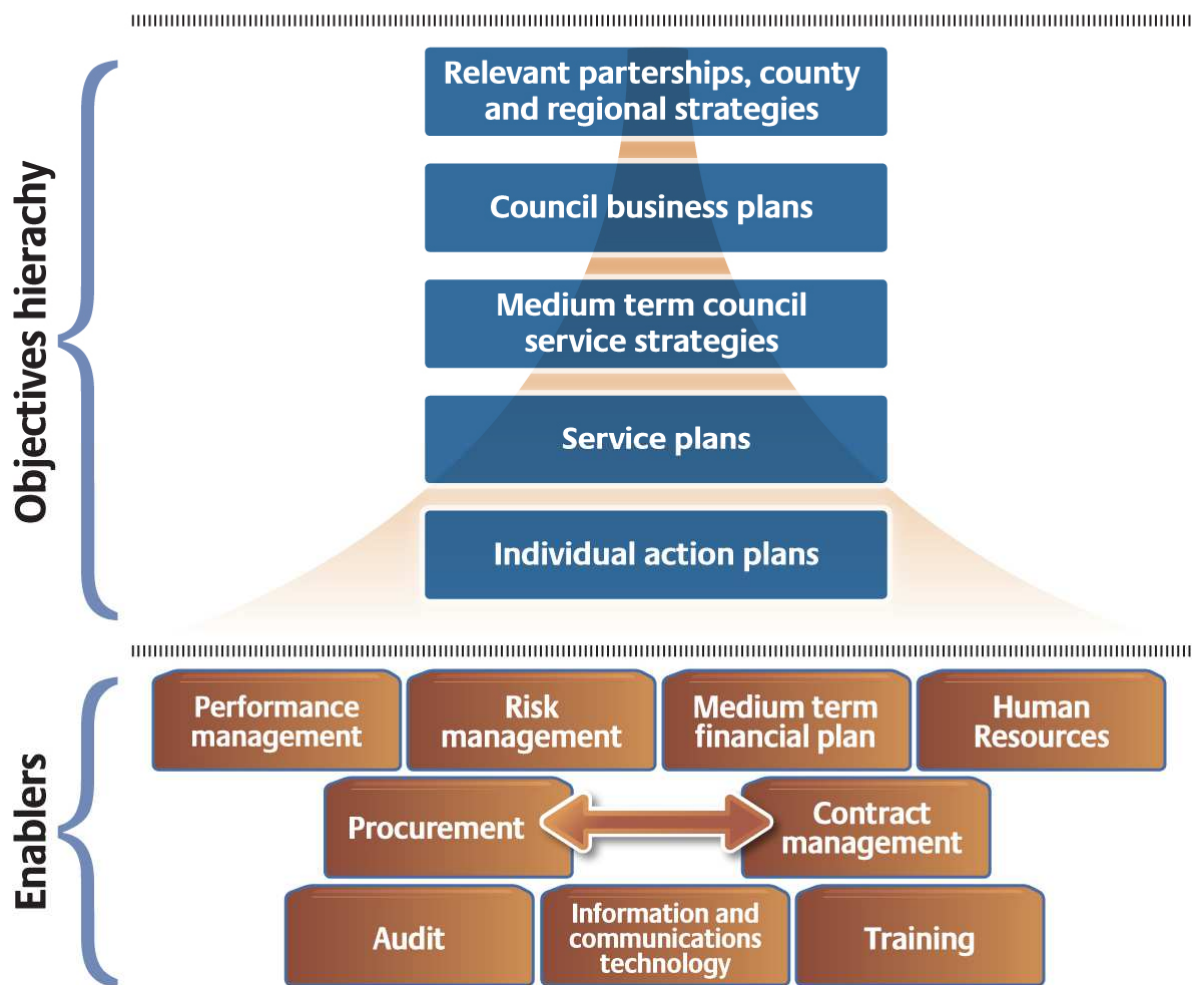 Objectives hierachy
Relevant parterships, county
and regional strategies
Council business plans
Medium term council
service strategies
Service plans
Individual action plans
Enablers
Performance
management
Risk
management
Medium term
financial plan
Human
Resources
Procurement
Contract
management
Audit
Information and
communications
technology
Training